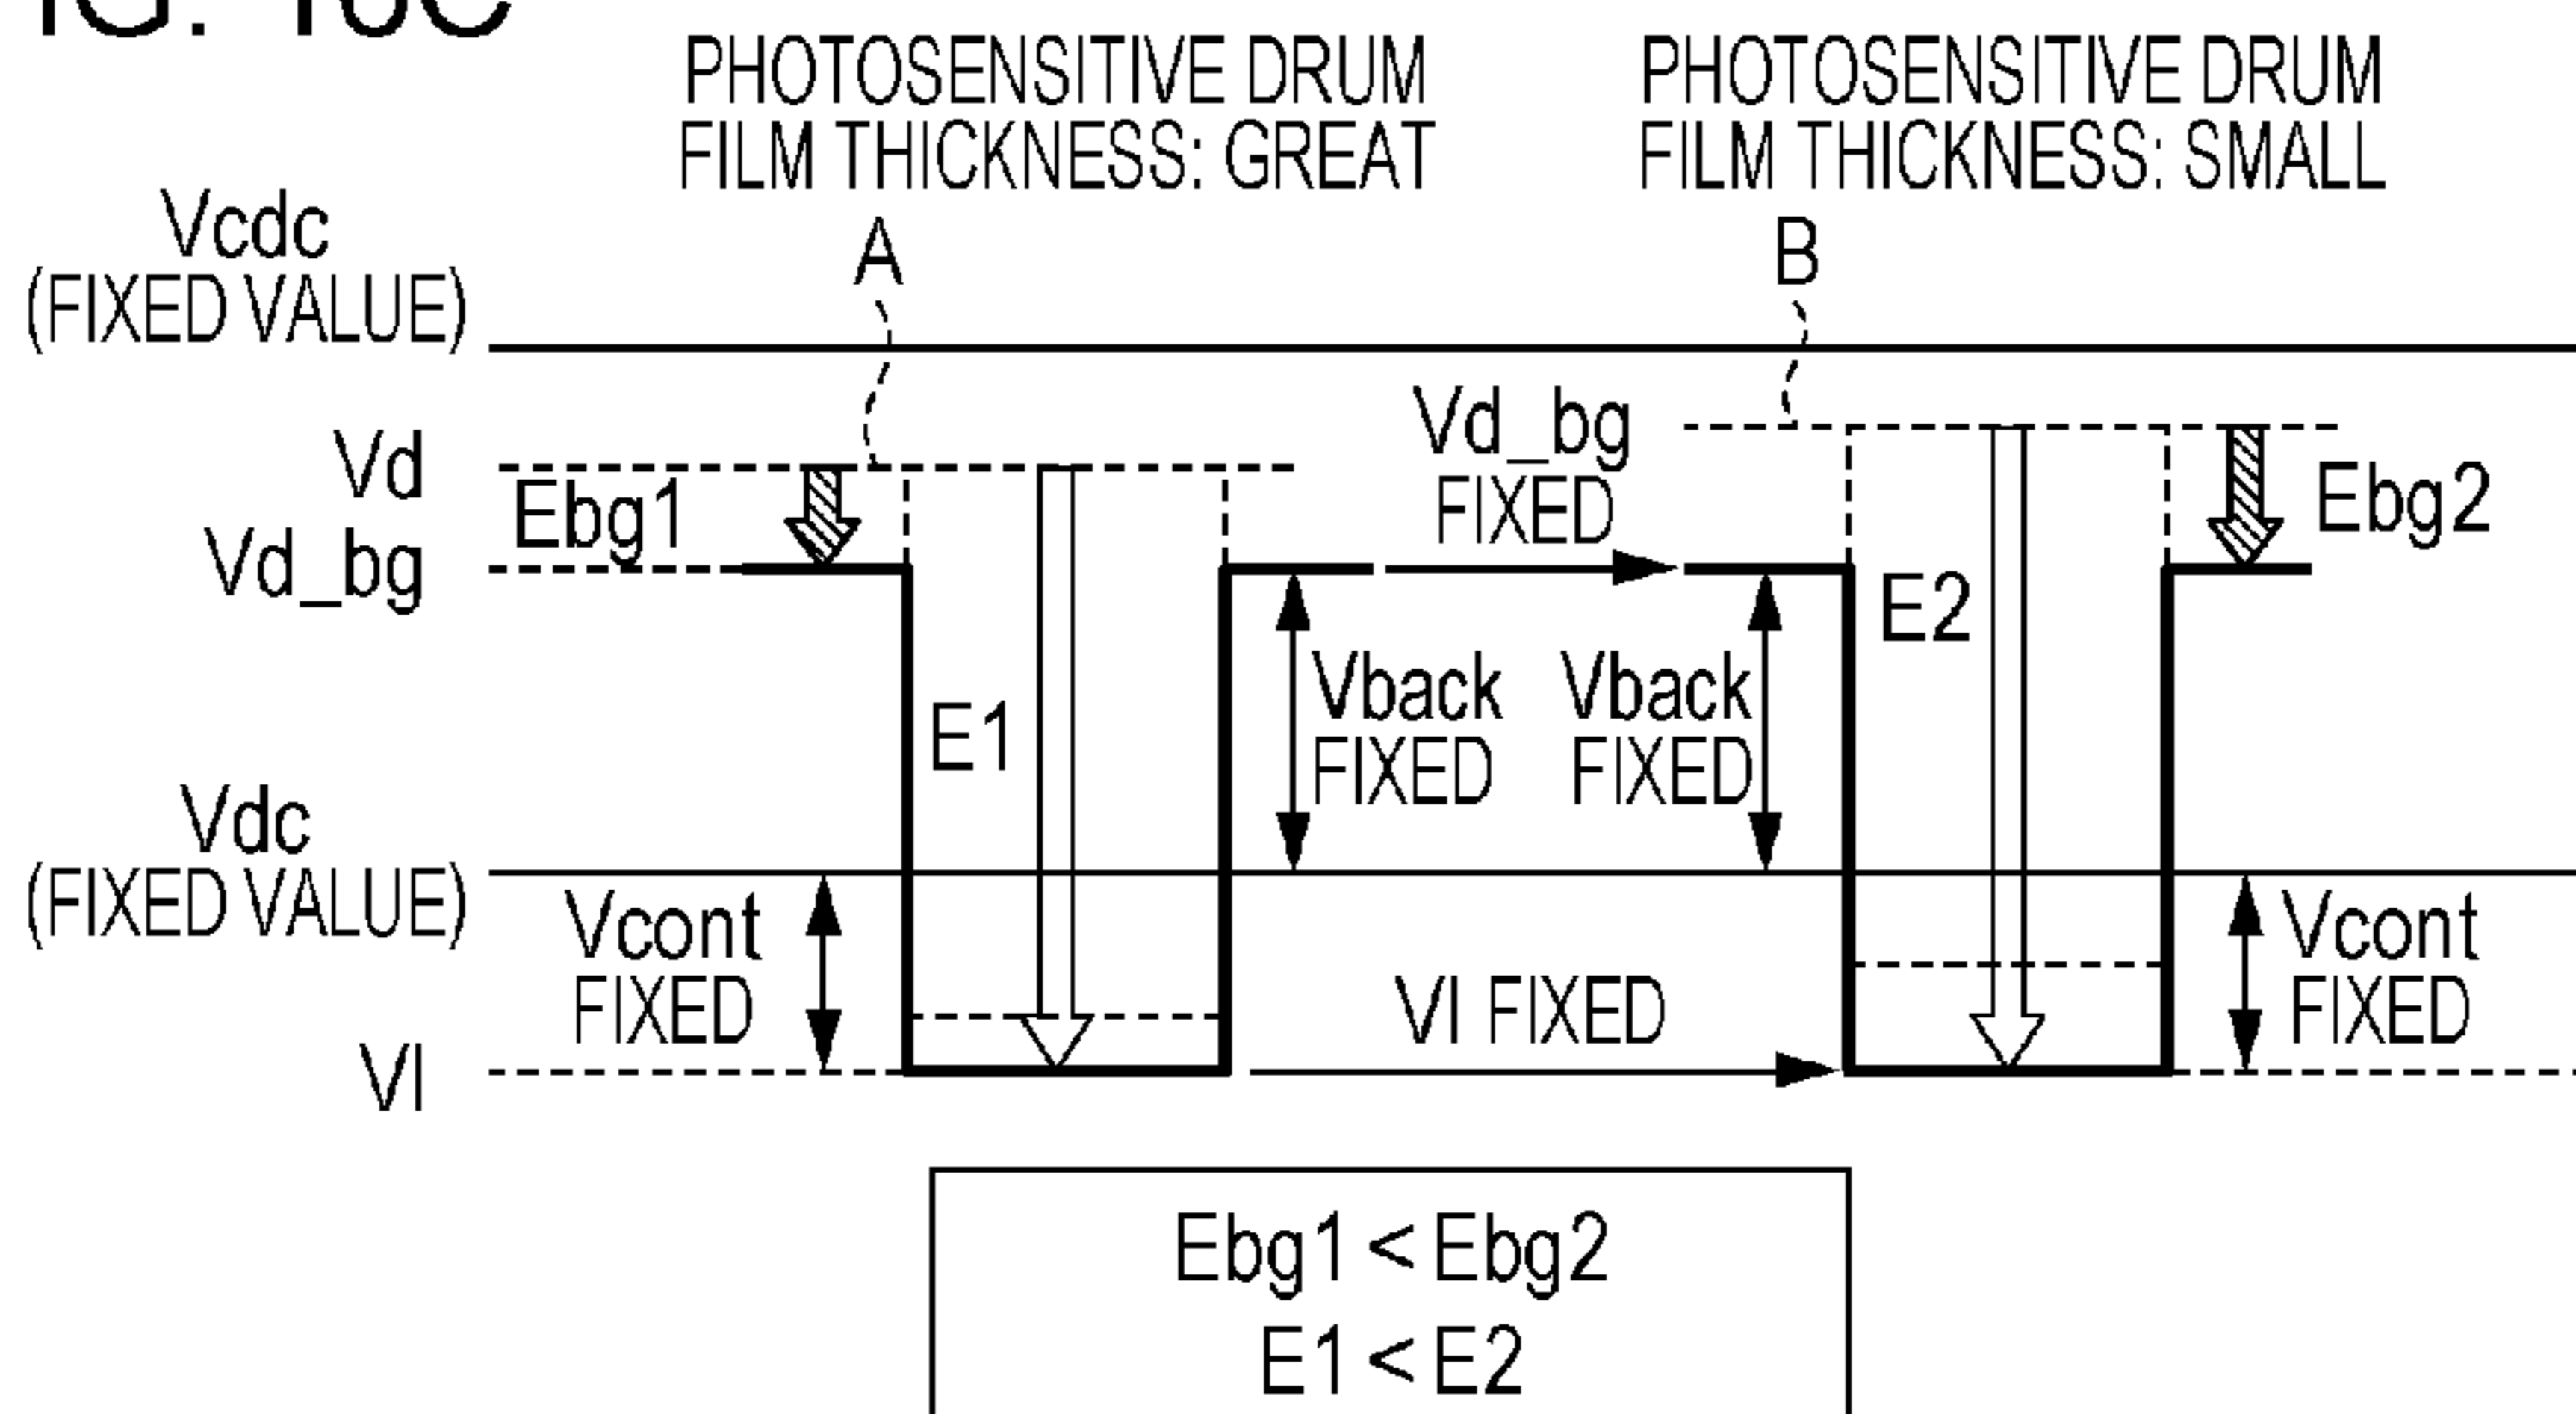 PHOTOSENSITIVE DRUM
FILM THICKNESS: GREAT
PHOTOSENSITIVE DRUM
FILM THICKNESS: SMALL
Vcdc
(FIXED VALUE)
A
B
Vd
Ebg1
Vd_bg
Vd_bg
FIXED
Ebg2
E1
E2
Vback
FIXED
Vback
FIXED
Vdc
(FIXED VALUE)
Vcont
FIXED
Vl FIXED
Vcont
FIXED
Vl
Ebg1 < Ebg2
E1 < E2